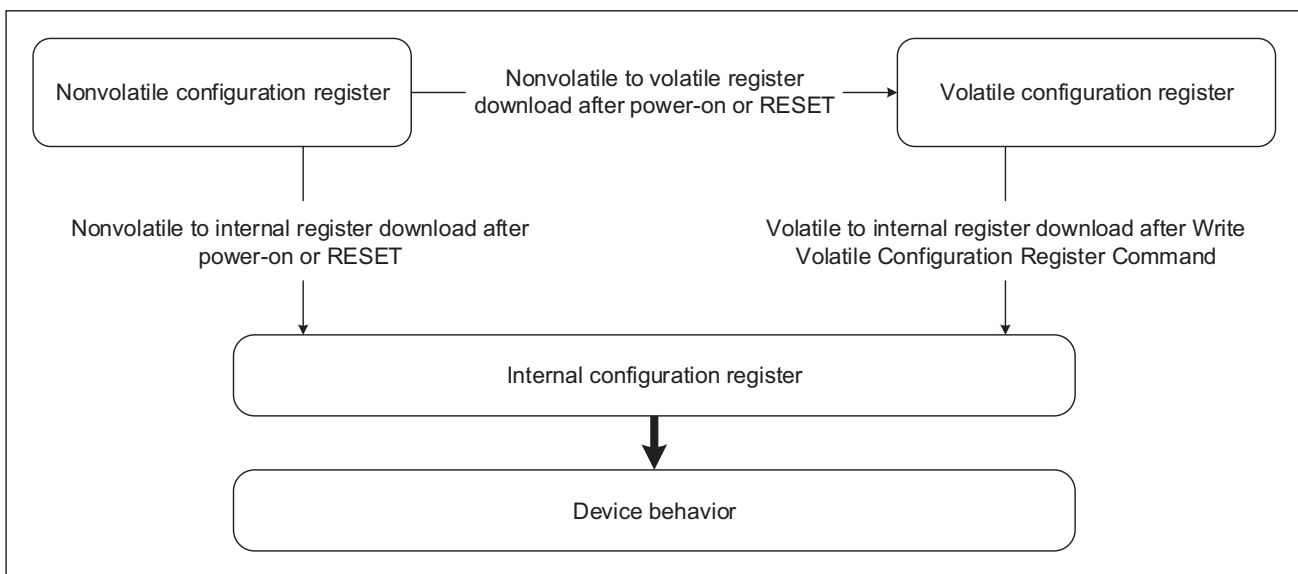 Nonvolatile configuration register
Nonvolatile to volatile register
download after power-on or RESET
Volatile configuration register
Nonvolatile to internal register download after
power-on or RESET
Volatile to internal register download after Write
Volatile Configuration Register Command
Internal configuration register
Device behavior